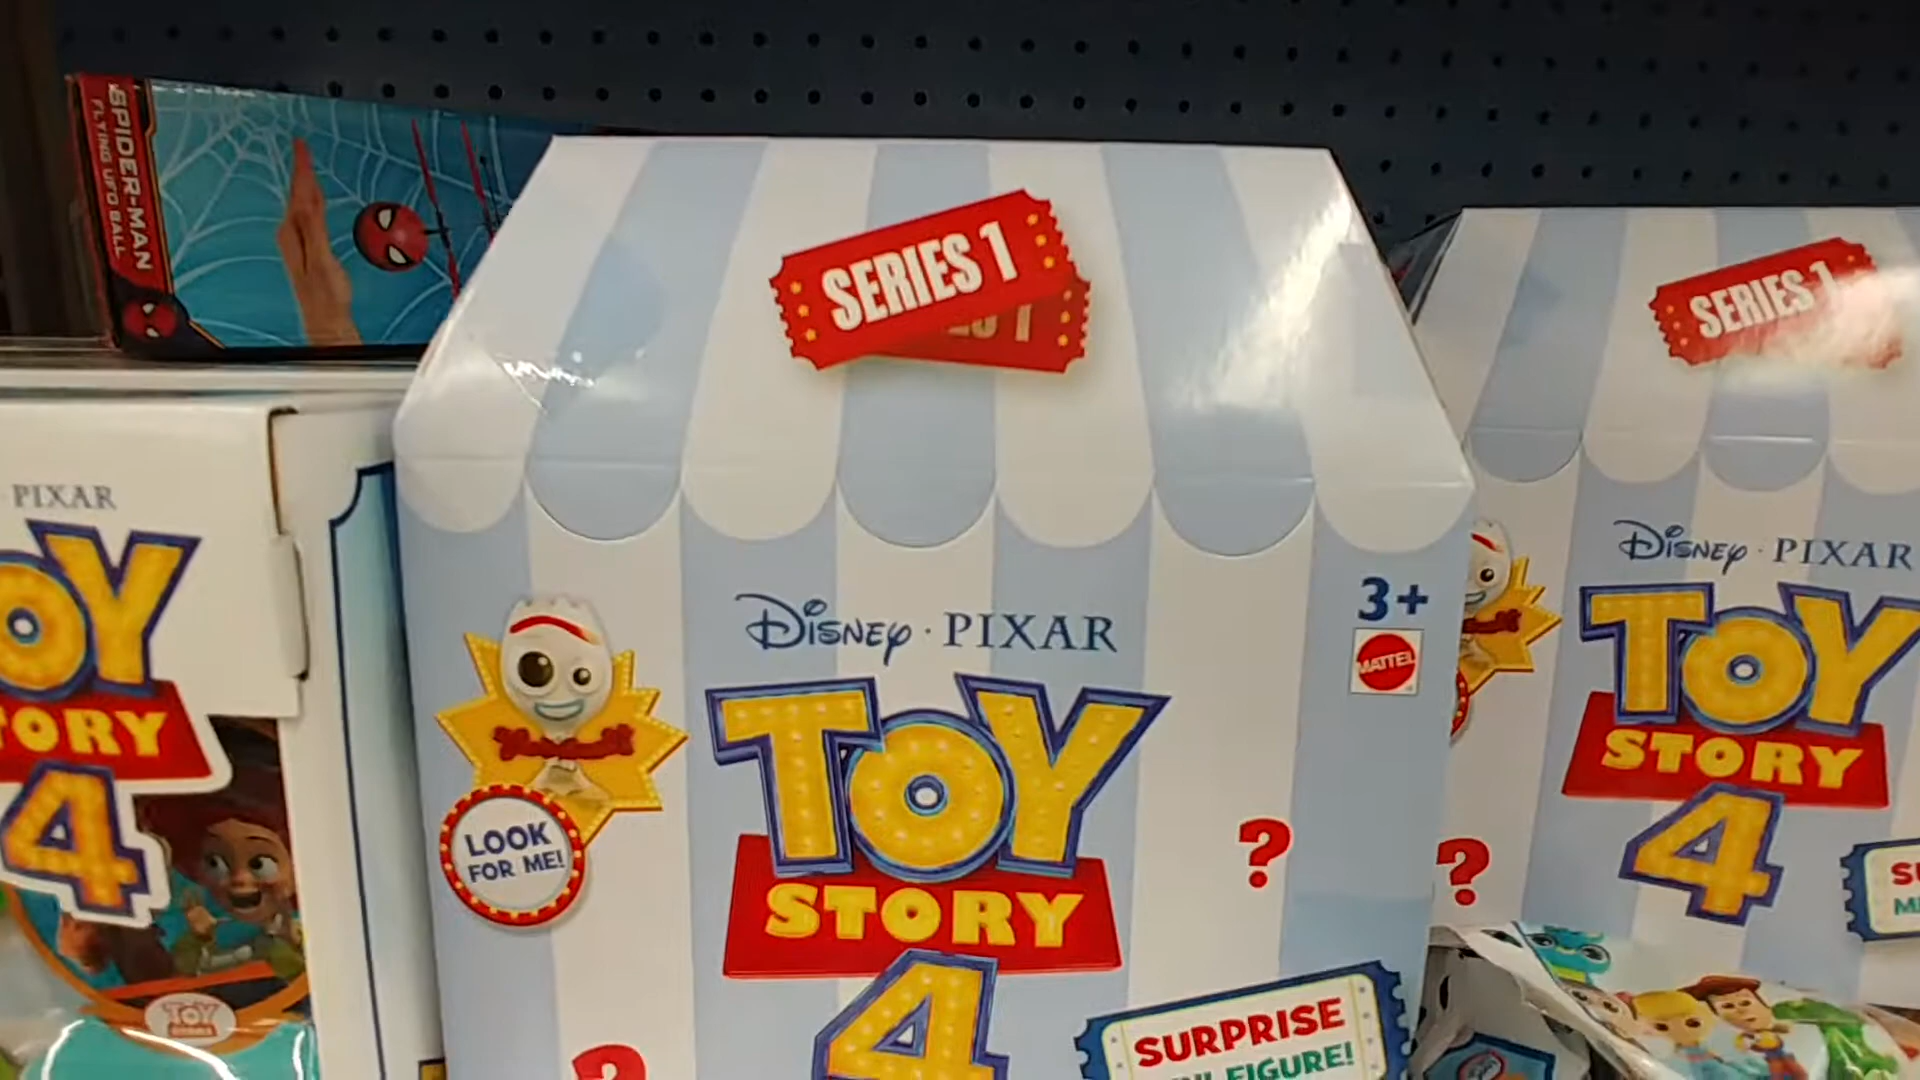 SPIDER-MAN
FLYING UFO BALL
SERIES 1
SERIES 1
PIXAR
TOY
STORY
4
TOY
LOOK
FOR ME!
DISNEY · PIXAR
TOY
STORY
4
3+
MATTEL
?
?
SURPRISE
FIGURE!
DISNEY · PIXAR
TOY
STORY
4
?